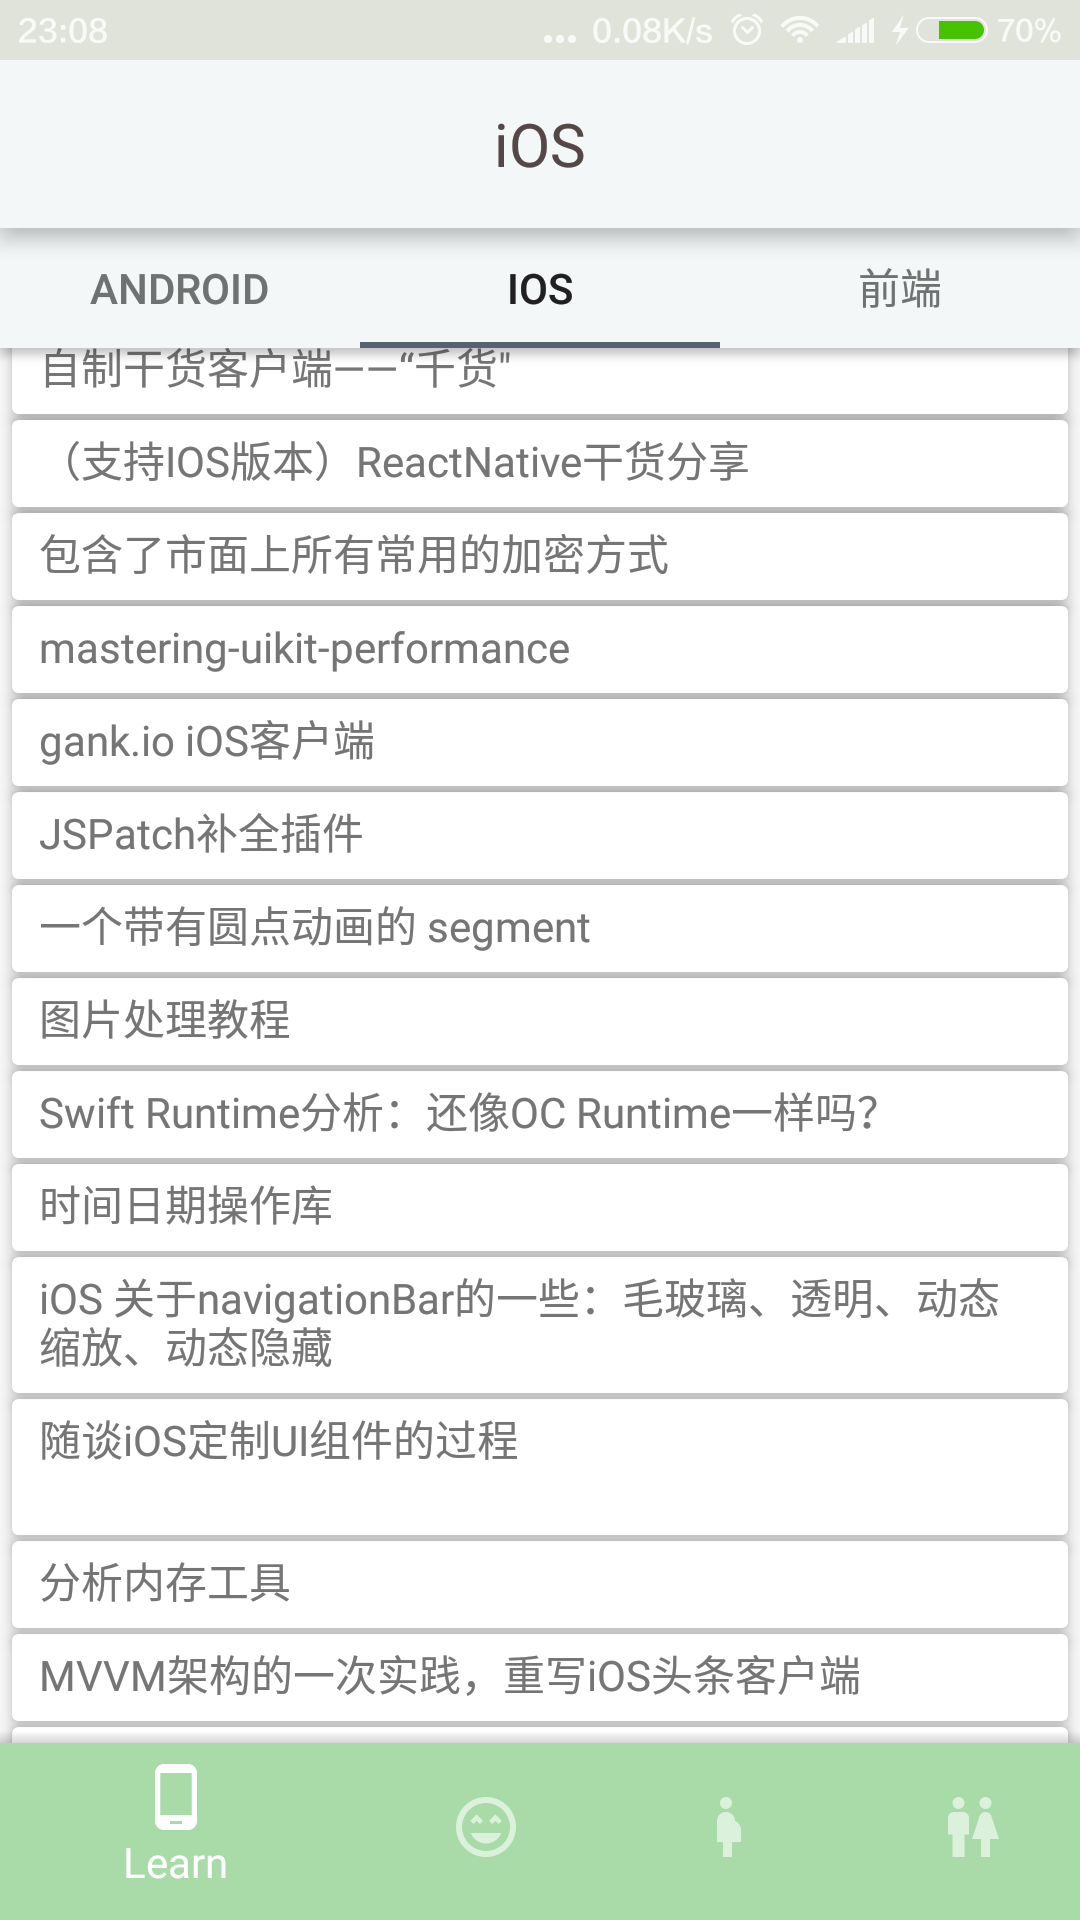 23:08
... 0.08K/s 70%
iOS
ANDROID IOS 前端
自制干货客户端——“千货"
（支持IOS版本）ReactNative干货分享
包含了市面上所有常用的加密方式
mastering-uikit-performance
gank.io iOS客户端
JSPatch补全插件
一个带有圆点动画的 segment
图片处理教程
Swift Runtime分析：还像OC Runtime一样吗？
时间日期操作库
iOS 关于navigationBar的一些：毛玻璃、透明、动态
缩放、动态隐藏
随谈iOS定制UI组件的过程
分析内存工具
MVVM架构的一次实践，重写iOS头条客户端
Learn